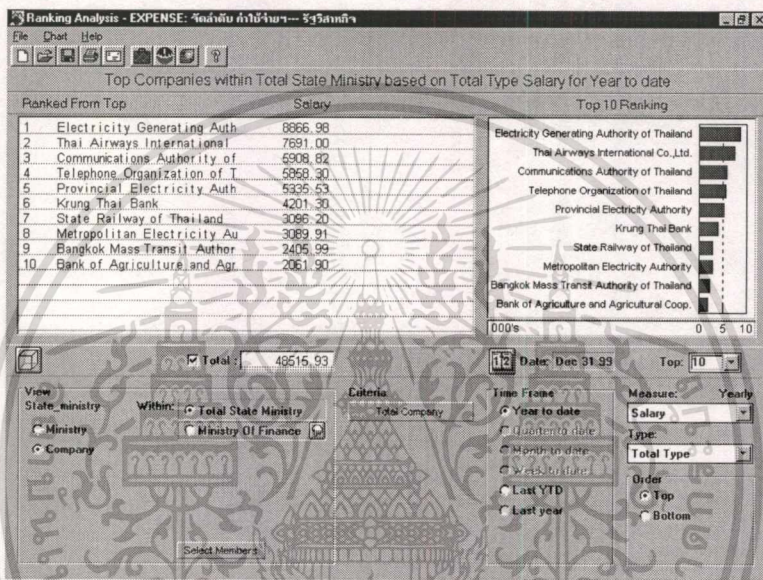 Ranking Analysis - EXPENSE: จัดลำดับ ค่าใช้จ่ายฯ--- รัฐวิสาหกิจฯ
File Chart Help
Top Companies within Total State Ministry based on Total Type Salary for Year to date
Ranked From Top Salary Top 10 Ranking
1 Electricity Generating Auth 8866.98
2 Thai Airways International 7691.00
3 Communications Authority of 5908.82
4 Telephone Organization of T 5858.30
5 Provincial Electricity Auth 5335.53
6 Krung Thai Bank 4201.30
7 State Railway of Thailand 3096.20
8 Metropolitan Electricity Au 3089.91
9 Bangkok Mass Transit Author 2405.99
10 Bank of Agriculture and Agr 2061.90
Electricity Generating Authority of Thailand
Thai Airways International Co.,Ltd.
Communications Authority of Thailand
Telephone Organization of Thailand
Provincial Electricity Authority
Krung Thai Bank
State Railway of Thailand
Metropolitan Electricity Authority
Bangkok Mass Transit Authority of Thailand
Bank of Agriculture and Agricultural Coop.
000's 0 5 10
Total : 48515.93
12 Date: Dec 31 99 Top: 10
View
State_ministry
Ministry
Company
Within: Total State Ministry
Ministry Of Finance
Select Members
Criteria
Total Company
Time Frame
Year to date
Quarter to date
Month to date
Week to date
Last YTD
Last year
Measure: Yearly
Salary
Type:
Total Type
Order
Top
Bottom